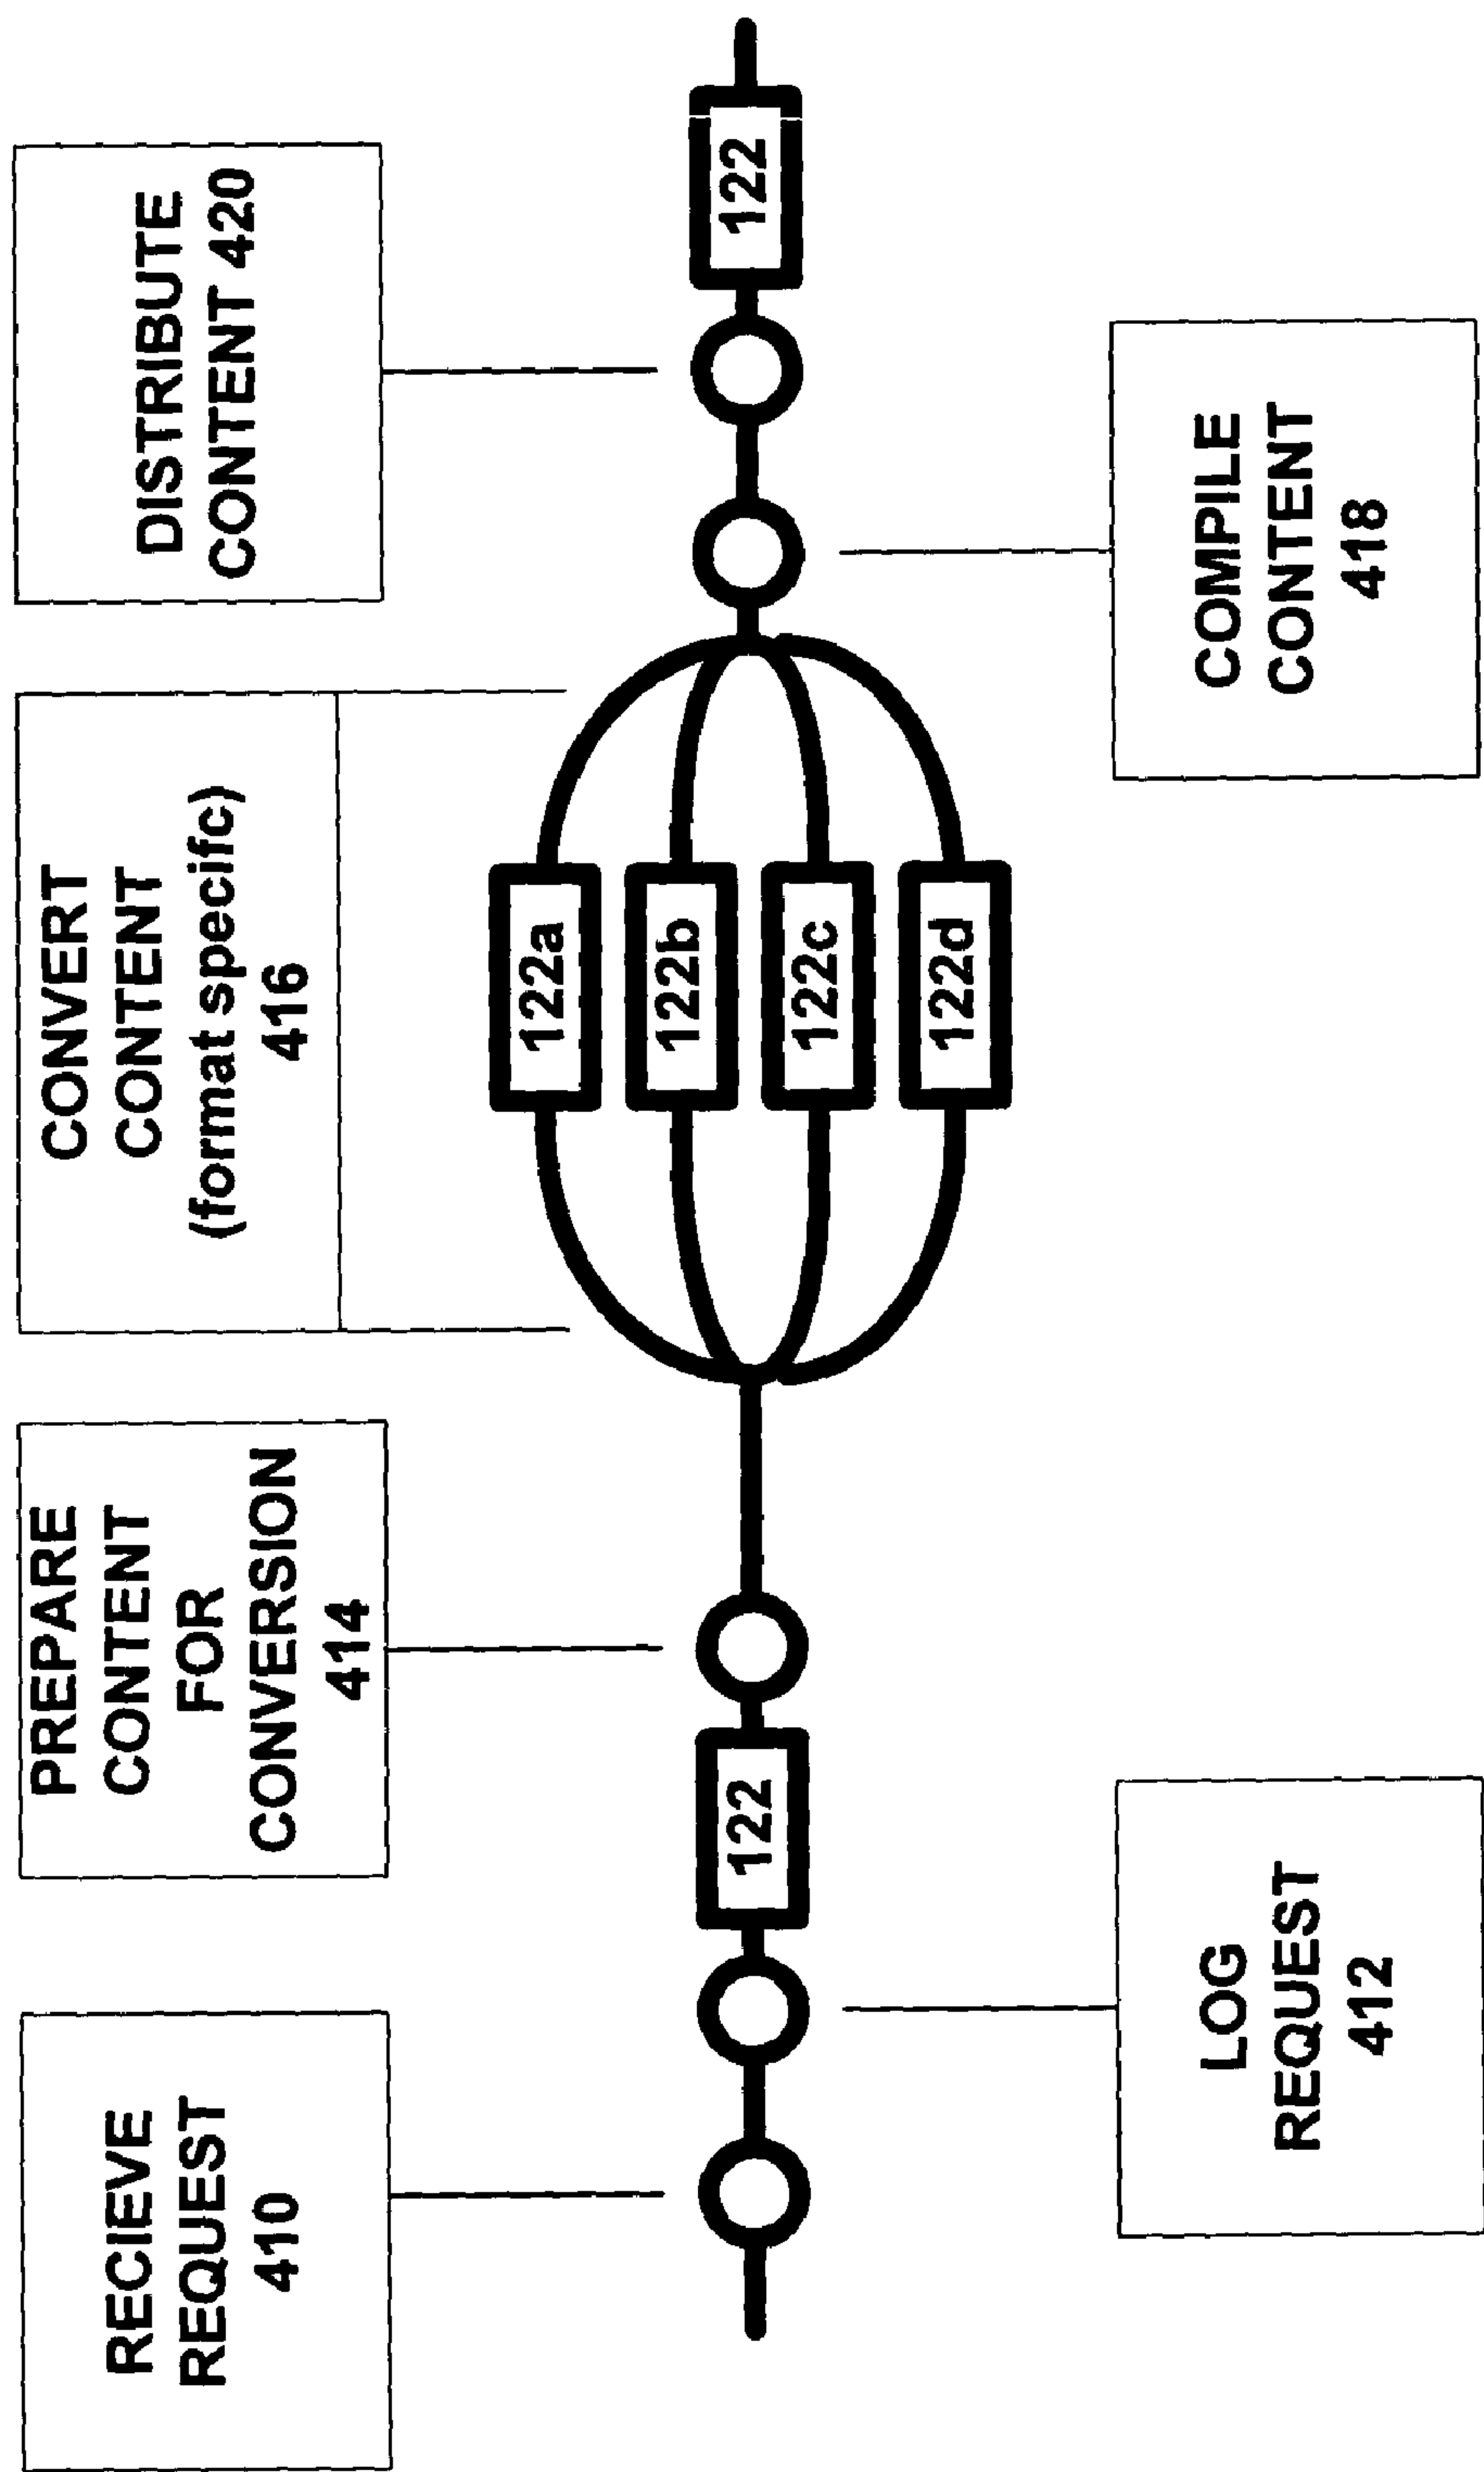 RECIEVE
REQUEST
410
PREPARE
CONTENT
FOR
CONVERSION
414
CONVERT
CONTENT
(format specifc)
416
DISTRIBUTE
CONTENT 420
122
122a
122b
122c
122d
122
LOG
REQUEST
412
COMPILE
CONTENT
418